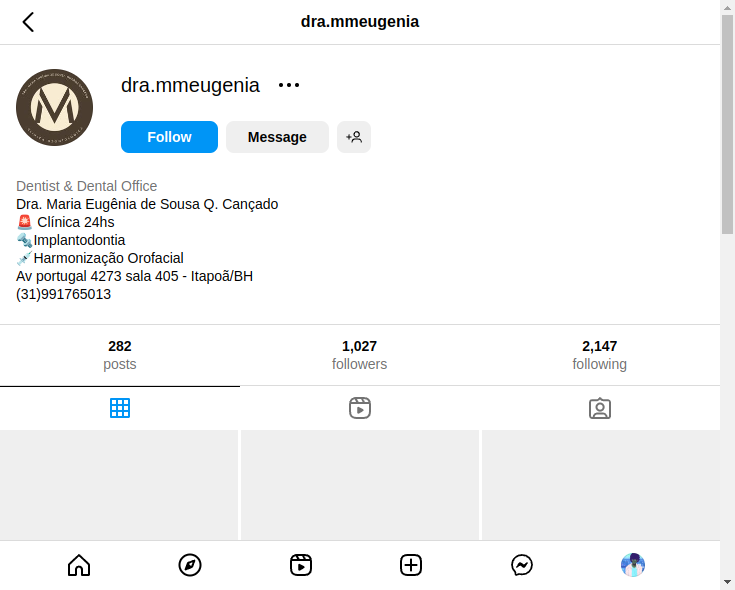 dra.mmeugenia
dra.mmeugenia
Follow
Message
Dentist & Dental Office
Dra. Maria Eugênia de Sousa Q. Cançado
🚨 Clínica 24hs
🔩Implantodontia
💉Harmonização Orofacial
Av portugal 4273 sala 405 - Itapoã/BH
(31)991765013
282 1,027 2,147
posts followers following